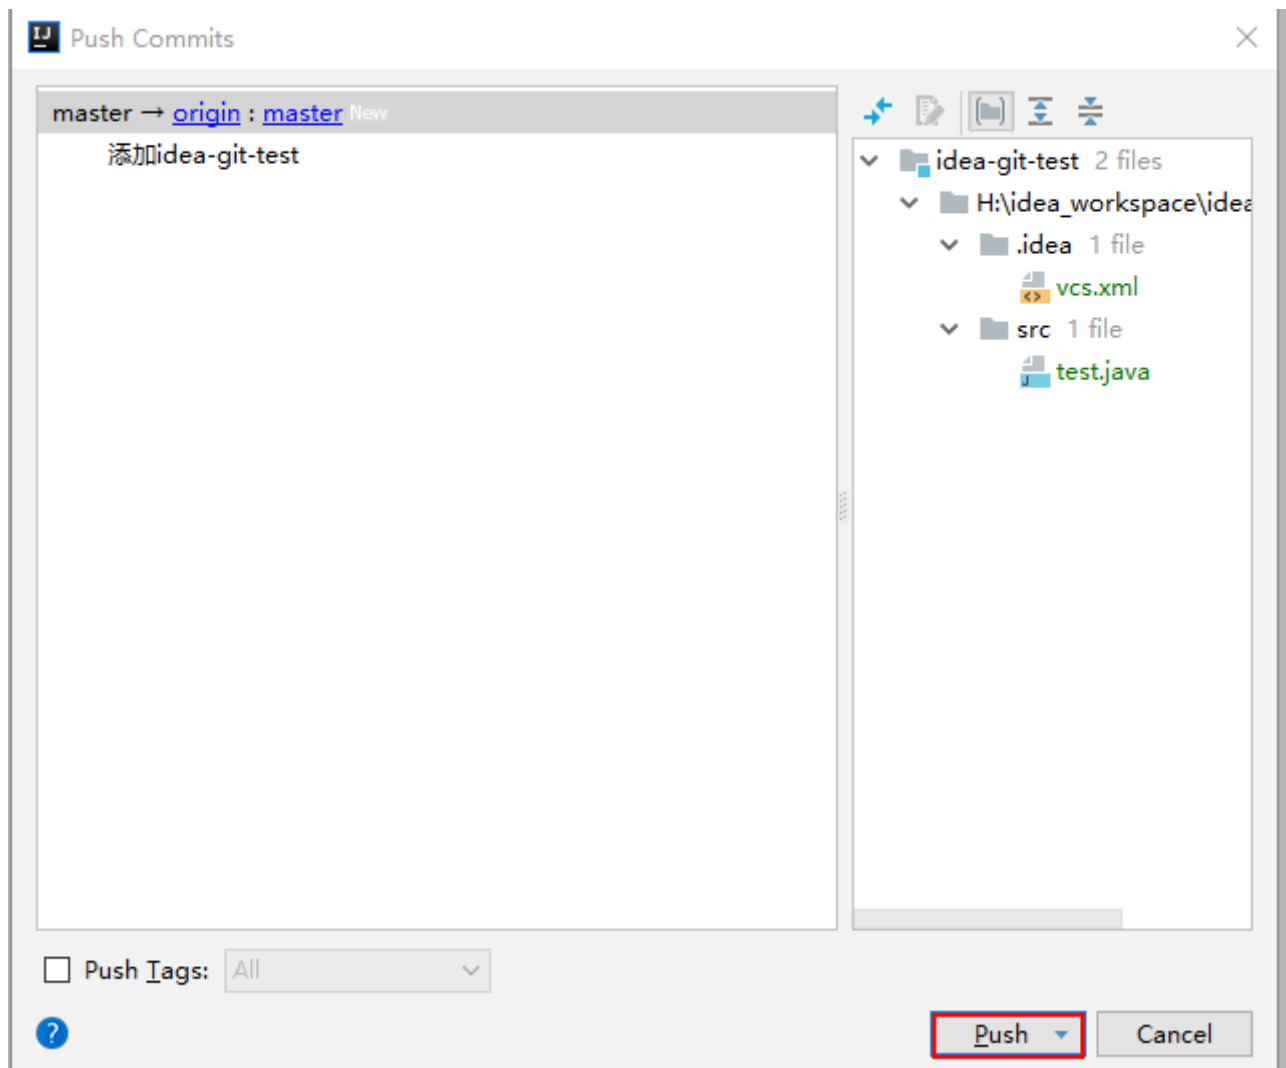 Push Commits
master → origin : master New
添加idea-git-test
idea-git-test 2 files
H:\idea_workspace\idea
.idea 1 file
vcs.xml
src 1 file
test.java
Push Tags: All
Push Cancel